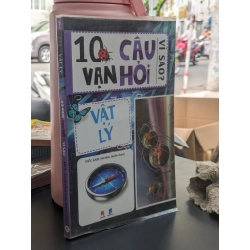 10 VẠN
CÂU HỎI
VÌ SAO?
VẬT
LÝ